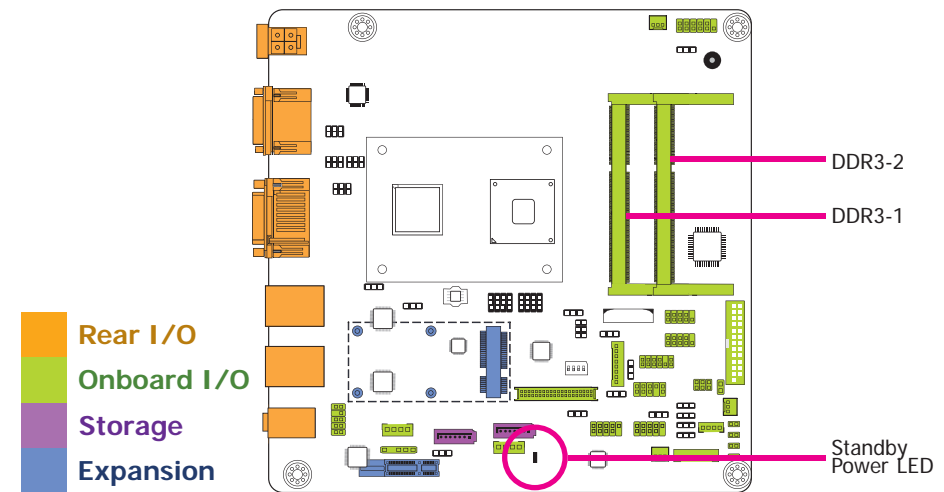 DDR3-2
DDR3-1
Rear I/O
Onboard I/O
Storage
Expansion
Standby
Power LED